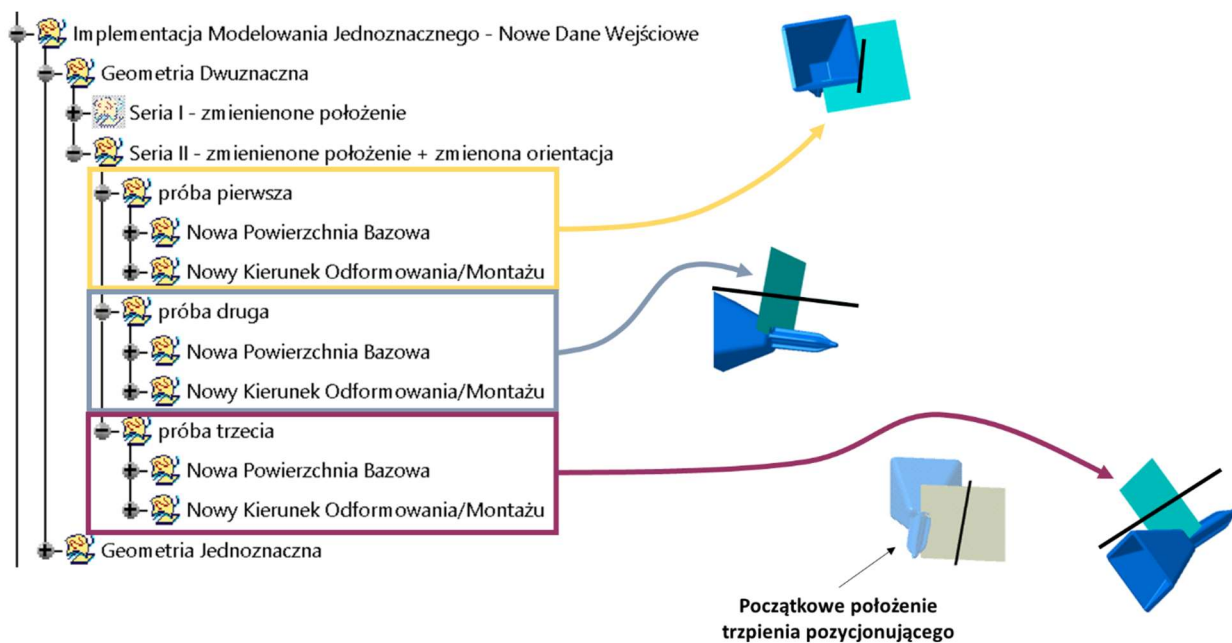 Implementacja Modelowania Jednoznacznego - Nowe Dane Wejściowe
Geometria Dwuznaczna
Seria I - zmienienone położenie
Seria II - zmienienone położenie + zmienona orientacja
próba pierwsza
Nowa Powierzchnia Bazowa
Nowy Kierunek Odformowania/Montażu
próba druga
Nowa Powierzchnia Bazowa
Nowy Kierunek Odformowania/Montażu
próba trzecia
Nowa Powierzchnia Bazowa
Nowy Kierunek Odformowania/Montażu
Geometria Jednoznaczna
Początkowe położenie
trzpienia pozycjonującego